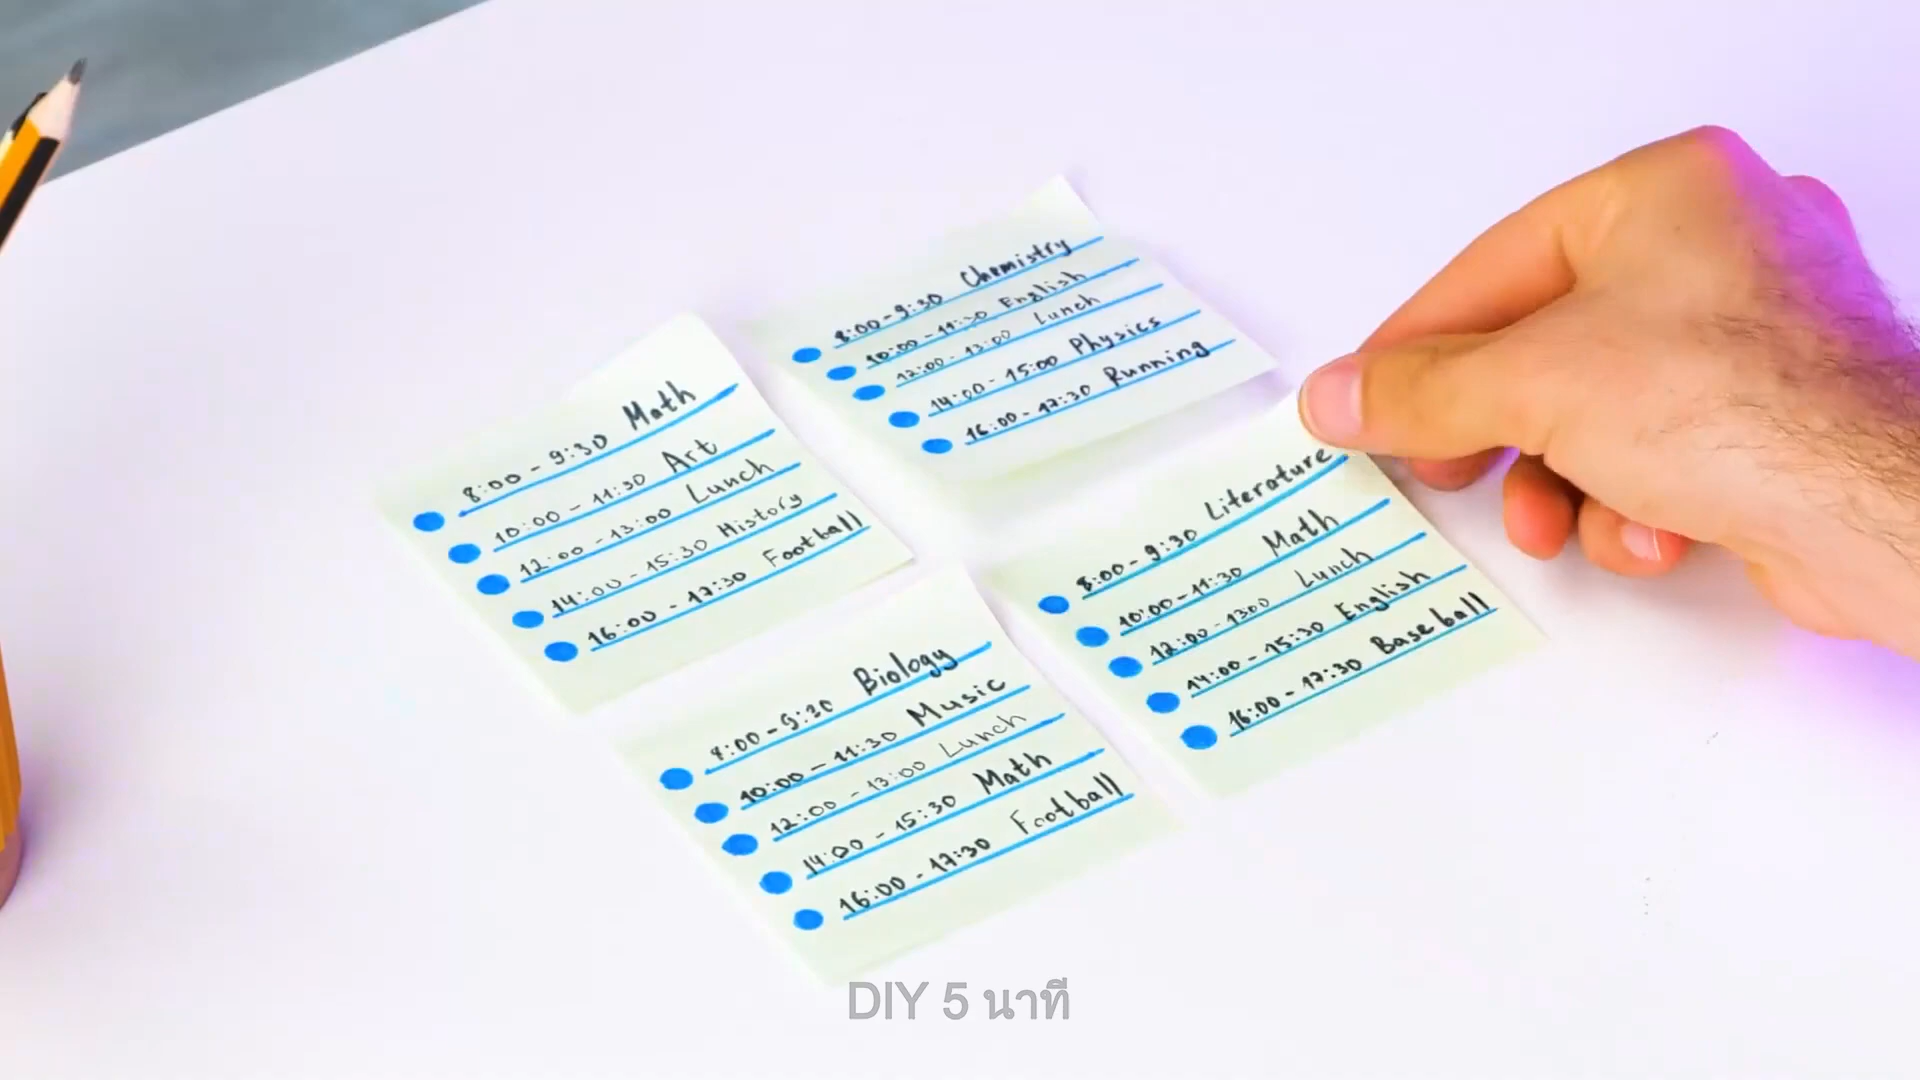 8:00 - 9:30 Chemistry
10:00 - 11:30 English
12:00 - 13:00 Lunch
14:00 - 15:00 Physics
16:00 - 17:30 Running
8:00 - 9:30 Math
10:00 - 11:30 Art
12:00 - 13:00 Lunch
14:00 - 15:30 History
16:00 - 17:30 Football
8:00 - 9:30 Literature
10:00 - 11:30 Math
12:00 - 1300 Lunch
14:00 - 15:30 English
16:00 - 17:30 Baseball
8:00 - 9:30 Biology
10:00 - 11:30 Music
12:00 - 13:00 Lunch
14:00 - 15:30 Math
16:00 - 17:30 Football
DIY 5 นาที